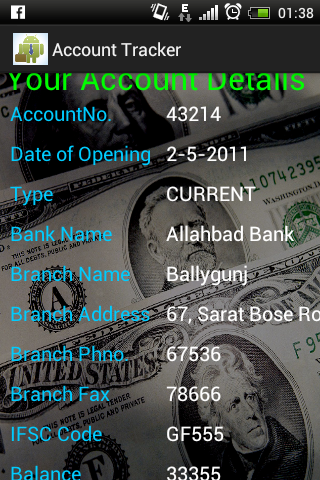 E 01:38
Account Tracker
Your Account Details
AccountNo. 43214
Date of Opening 2-5-2011
Type CURRENT
Bank Name Allahbad Bank
Branch Name Ballygunj
Branch Address 67, Sarat Bose Ro
Branch Phno. 67536
Branch Fax 78666
IFSC Code GF555
Balance 33355